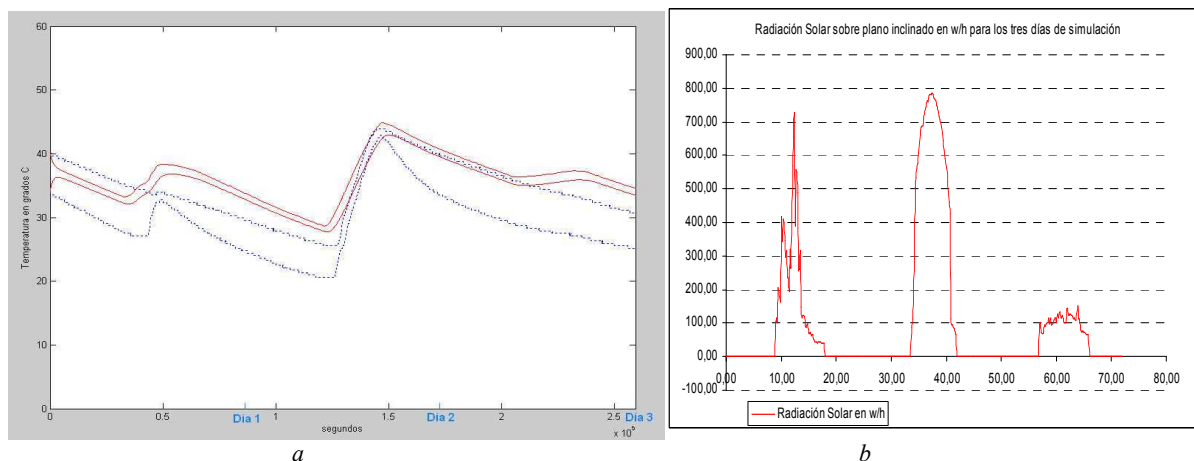 60
50
40
30
20
10
0
Temperatura en grados C
0 0.5 1 1.5 2 2.5
x 10⁵
Dia 1 Dia 2 Dia 3
segundos
a
Radiación Solar sobre plano inclinado en w/h para los tres días de simulación
900,00
800,00
700,00
600,00
500,00
400,00
300,00
200,00
100,00
0,00
-100,00
0,00 10,00 20,00 30,00 40,00 50,00 60,00 70,00 80,00
Radiación Solar en w/h
b